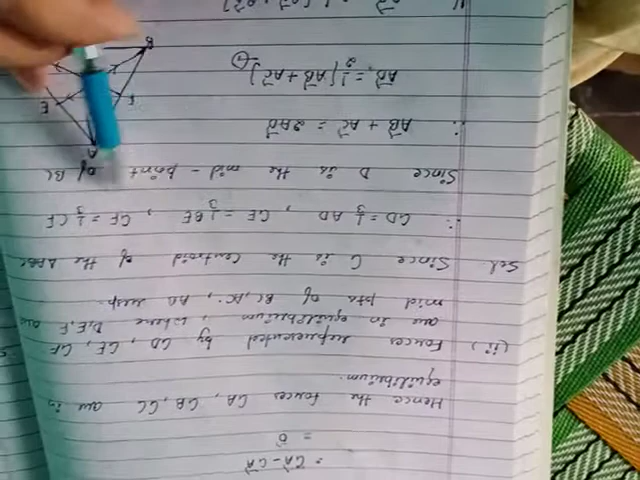 = GA - GA
= 0
Hence the forces GA, GB, GC are in
equilibrium.
(ii) Forces represented by GD, GE, GF
are in equilibrium, where D, E, F are
mid pts of BC, AC, AB resp.
Sol. Since G is the centroid of the ΔABC
∴ GD = 1/3 AD, GE = 1/3 BE, GF = 1/3 CF
Since D is the mid-point of BC
∴ AB + AC = 2AD
AD = 1/2 (AB + AC)
A
E
F
B